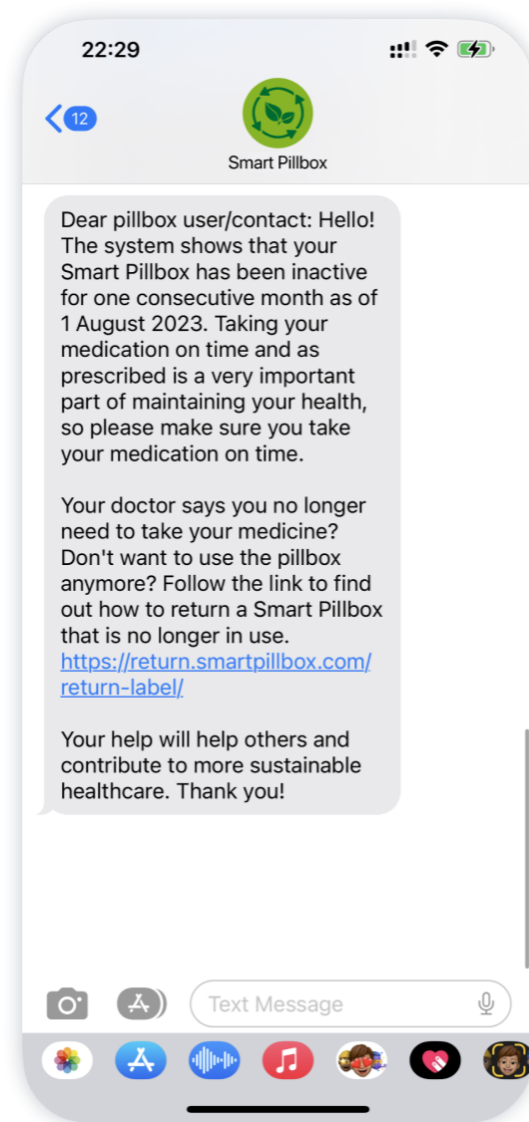 22:29
12
Smart Pillbox
Dear pillbox user/contact: Hello!
The system shows that your
Smart Pillbox has been inactive
for one consecutive month as of
1 August 2023. Taking your
medication on time and as
prescribed is a very important
part of maintaining your health,
so please make sure you take
your medication on time.
Your doctor says you no longer
need to take your medicine?
Don't want to use the pillbox
anymore? Follow the link to find
out how to return a Smart Pillbox
that is no longer in use.
https://return.smartpillbox.com/
return-label/
Your help will help others and
contribute to more sustainable
healthcare. Thank you!
Text Message